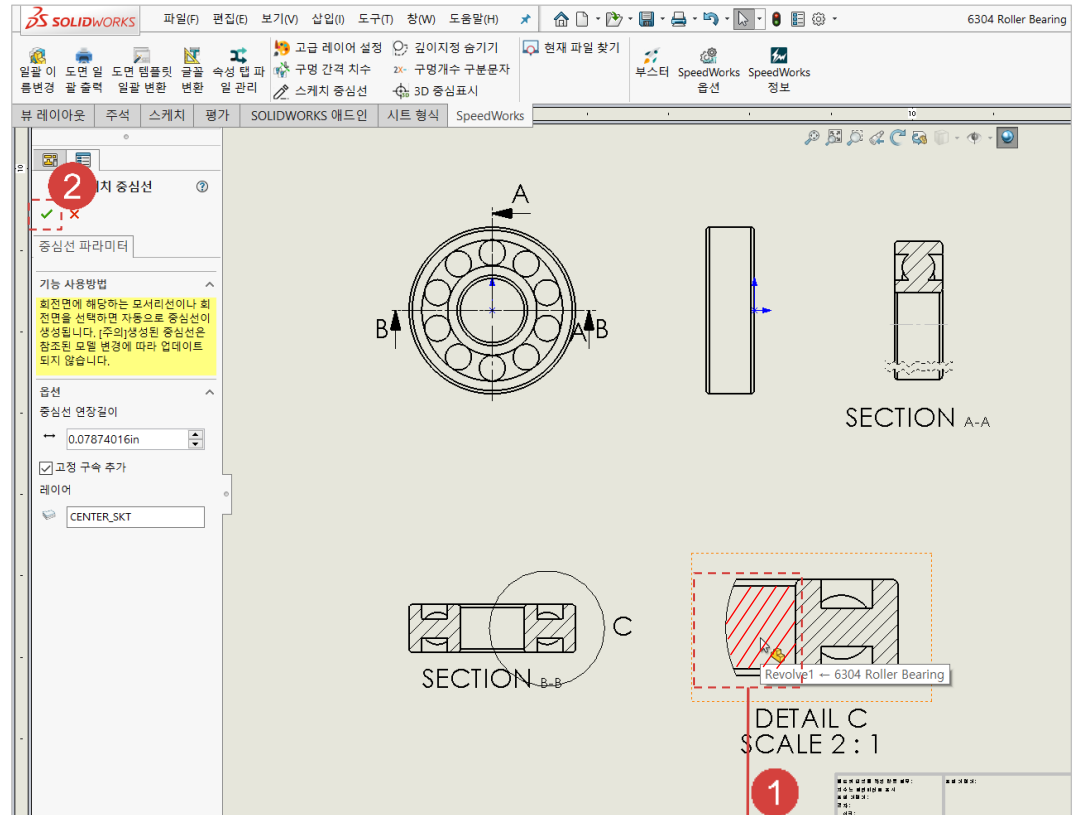 SOLIDWORKS 파일(F) 편집(E) 보기(V) 삽입(I) 도구(T) 창(W) 도움말(H) 6304 Roller Bearing
일괄 이름변경
도면 일괄 출력
도면 템플릿 일괄 변환
글꼴 변환
속성 탭 파일 관리
고급 레이어 설정
구멍 간격 치수
스케치 중심선
깊이지정 숨기기
2x- 구멍개수 구분문자
3D 중심표시
현재 파일 찾기
부스터
SpeedWorks 옵션
SpeedWorks 정보
뷰 레이아웃 주석 스케치 평가 SOLIDWORKS 애드인 시트 형식 SpeedWorks
10
10
2
치 중심선
중심선 파라미터
기능 사용방법
회전면에 해당하는 모서리선이나 회
전면을 선택하면 자동으로 중심선이
생성됩니다. [주의]생성된 중심선은
참조된 모델 변경에 따라 업데이트
되지 않습니다.
옵션
중심선 연장길이
0.07874016in
고정 구속 추가
레이어
CENTER_SKT
A
B
A
B
SECTION A-A
C
SECTION B-B
Revolve1 ← 6304 Roller Bearing
DETAIL C
SCALE 2 : 1
1